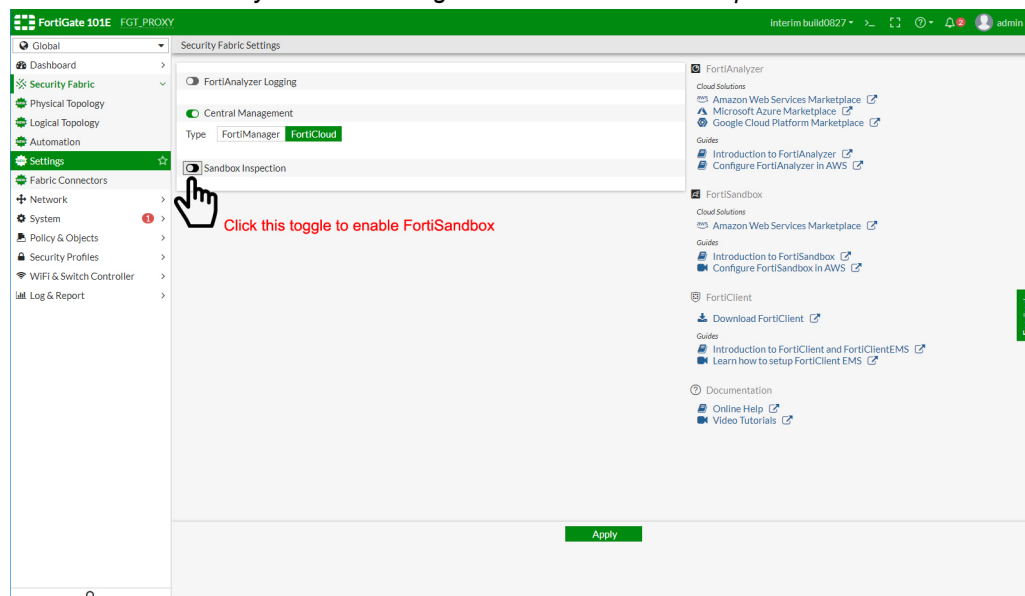 FortiGate 101E FGT_PROXY
interim build0827
>_
2
admin
Global
Security Fabric Settings
Dashboard
Security Fabric
Physical Topology
Logical Topology
Automation
Settings
Fabric Connectors
Network
System 1
Policy & Objects
Security Profiles
WiFi & Switch Controller
Log & Report
FortiAnalyzer Logging
Central Management
Type FortiManager FortiCloud
Sandbox Inspection
Click this toggle to enable FortiSandbox
Apply
FortiAnalyzer
Cloud Solutions
Amazon Web Services Marketplace
Microsoft Azure Marketplace
Google Cloud Platform Marketplace
Guides
Introduction to FortiAnalyzer
Configure FortiAnalyzer in AWS
FortiSandbox
Cloud Solutions
Amazon Web Services Marketplace
Guides
Introduction to FortiSandbox
Configure FortiSandbox in AWS
FortiClient
Download FortiClient
Guides
Introduction to FortiClient and FortiClientEMS
Learn how to setup FortiClient EMS
Documentation
Online Help
Video Tutorials